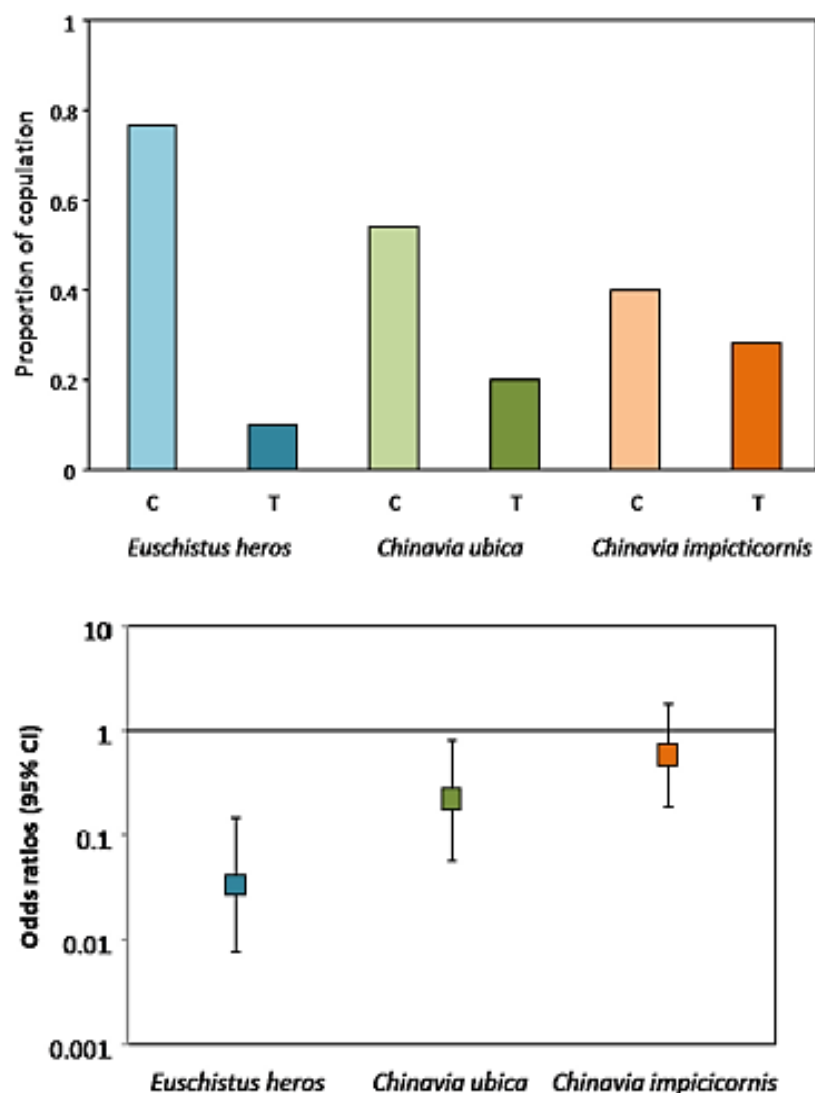 1
0.8
0.6
0.4
0.2
0
Proportion of copulation
C T C T C T
Euschistus heros Chinavia ubica Chinavia impicticornis
10
1
0.1
0.01
0.001
Odds ratios (95% CI)
Euschistus heros Chinavia ubica Chinavia impicicornis